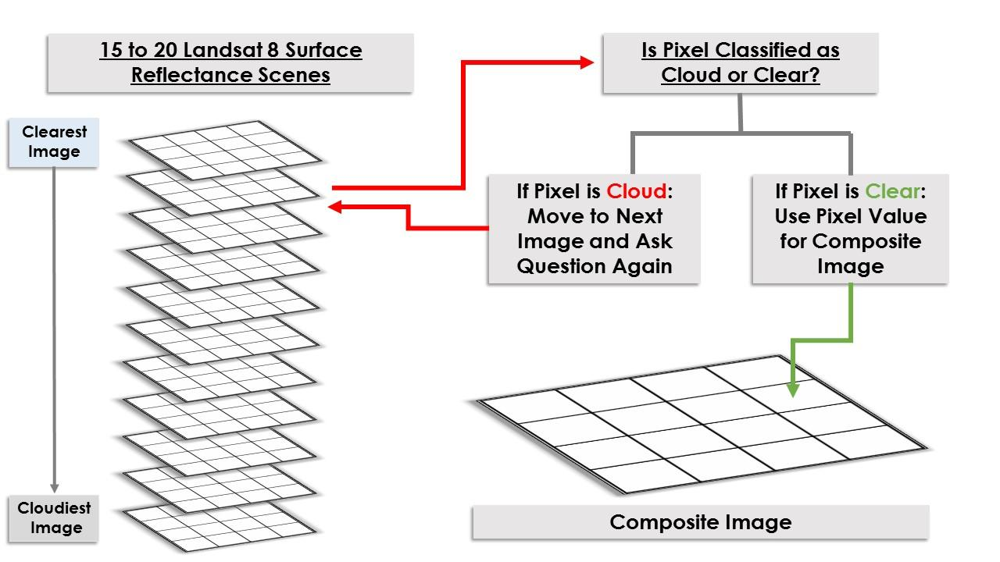 15 to 20 Landsat 8 Surface
Reflectance Scenes
Is Pixel Classified as
Cloud or Clear?
Clearest
Image
If Pixel is Cloud:
Move to Next
Image and Ask
Question Again
If Pixel is Clear:
Use Pixel Value
for Composite
Image
Cloudiest
Image
Composite Image